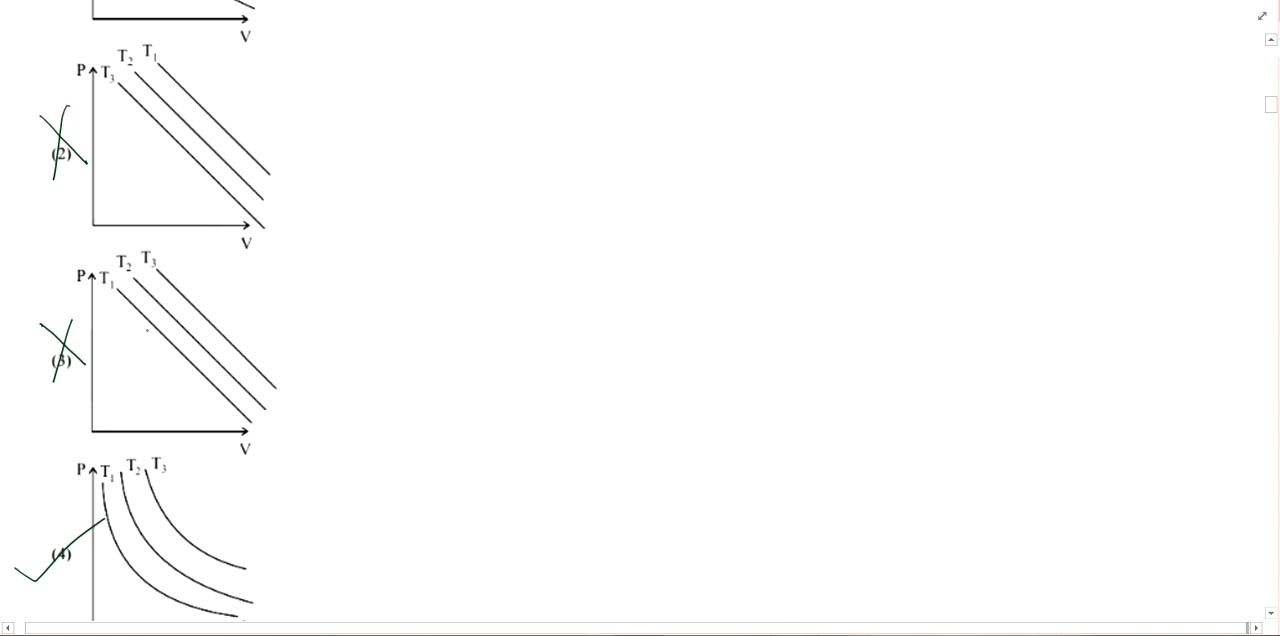 V
T₂ T₁
P T₃
(2)
V
T₂ T₃
P T₁
(3)
V
P T₁ T₂ T₃
(4)